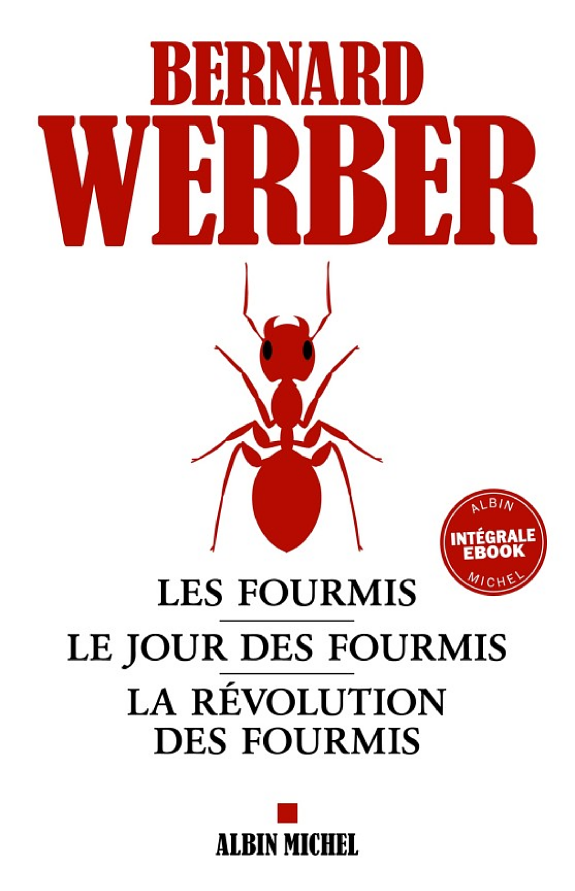 BERNARD
WERBER
ALBIN
INTÉGRALE
EBOOK
MICHEL
LES FOURMIS
LE JOUR DES FOURMIS
LA RÉVOLUTION
DES FOURMIS
ALBIN MICHEL